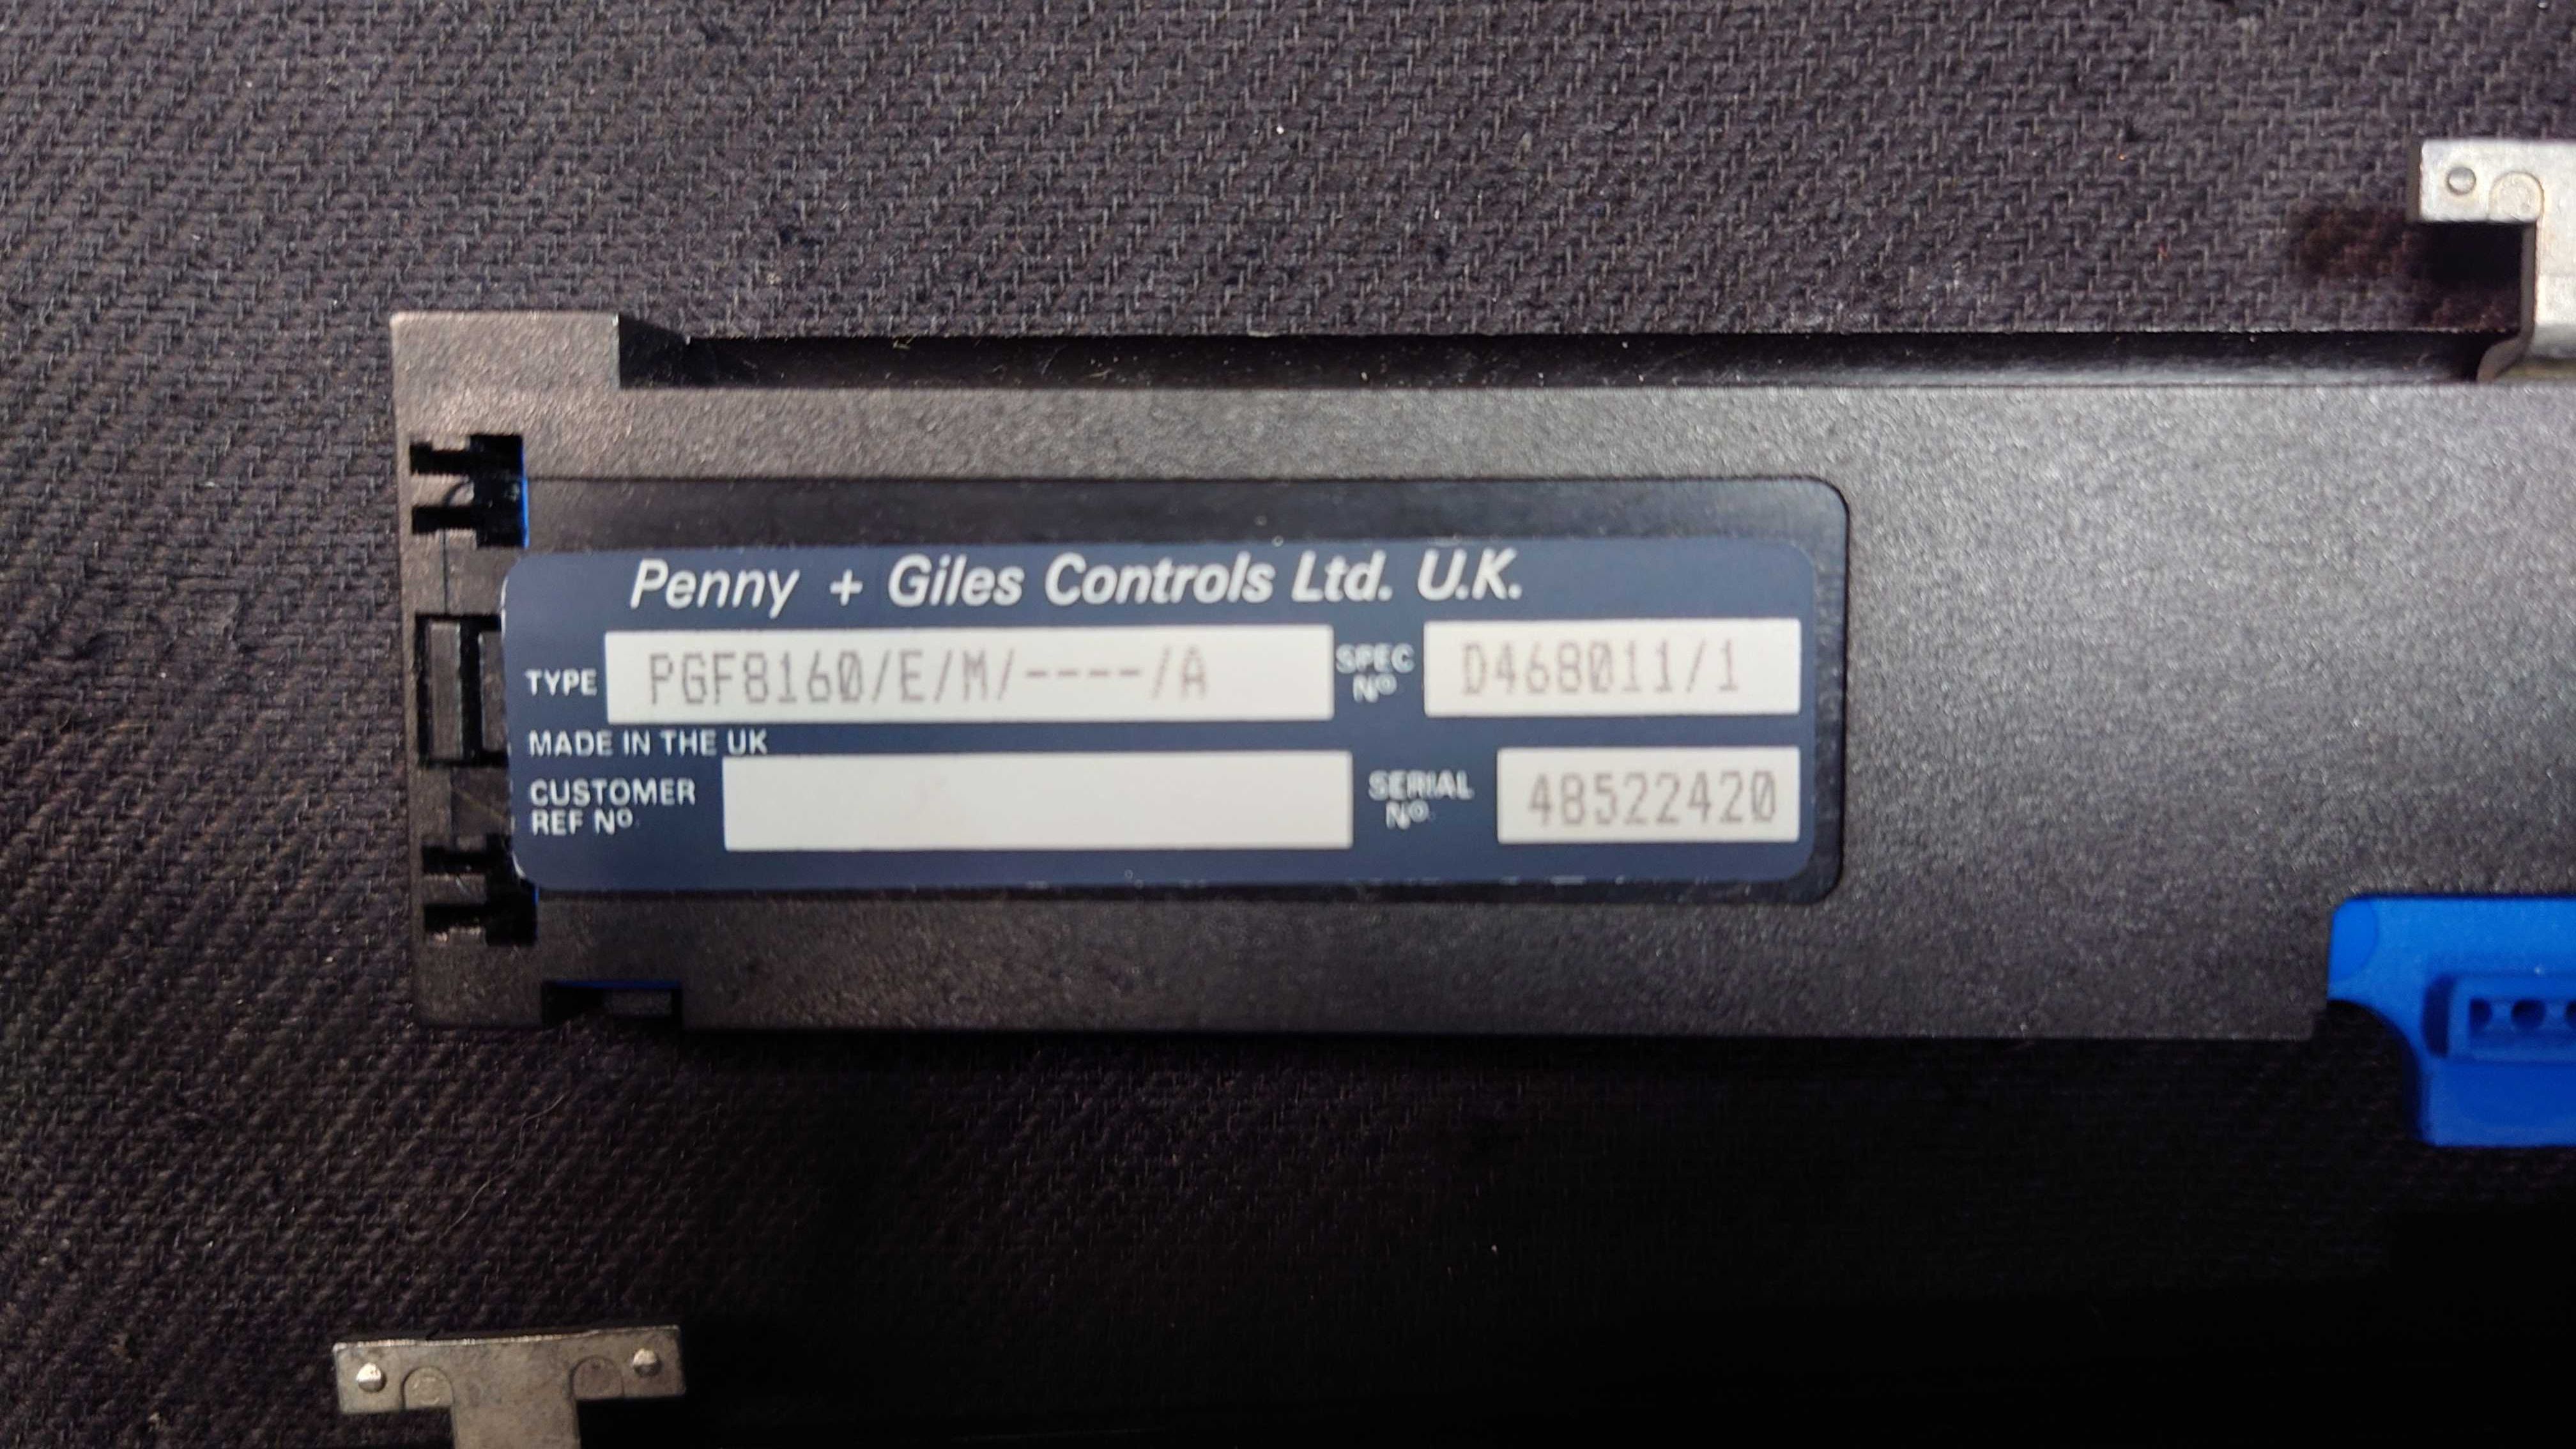 Penny + Giles Controls Ltd. U.K.
TYPE PGF8160/E/M/----/A SPEC Nº. D468011/1
MADE IN THE UK
CUSTOMER REF Nº. SERIAL Nº. 48522420